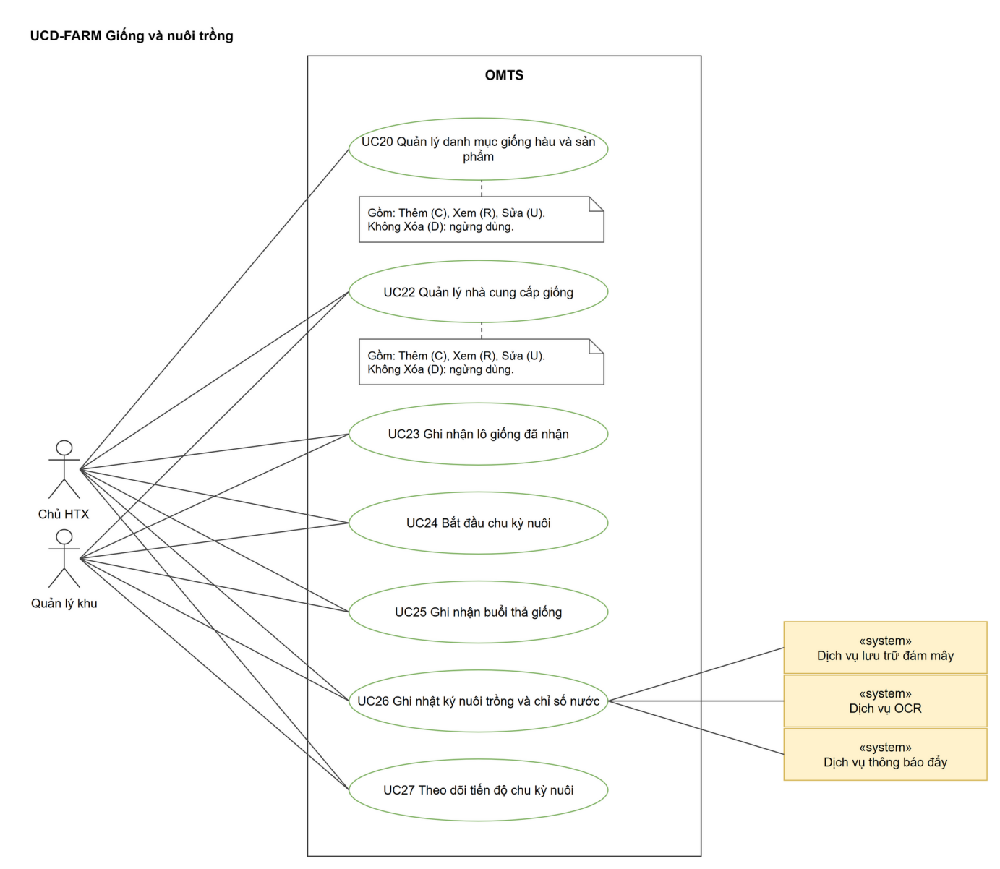 UCD-FARM Giống và nuôi trồng
OMTS
UC20 Quản lý danh mục giống hàu và sản
phẩm
Gồm: Thêm (C), Xem (R), Sửa (U).
Không Xóa (D): ngừng dùng.
UC22 Quản lý nhà cung cấp giống
Gồm: Thêm (C), Xem (R), Sửa (U).
Không Xóa (D): ngừng dùng.
UC23 Ghi nhận lô giống đã nhận
Chủ HTX
UC24 Bắt đầu chu kỳ nuôi
Quản lý khu
UC25 Ghi nhận buổi thả giống
«system»
Dịch vụ lưu trữ đám mây
UC26 Ghi nhật ký nuôi trồng và chỉ số nước
«system»
Dịch vụ OCR
«system»
Dịch vụ thông báo đẩy
UC27 Theo dõi tiến độ chu kỳ nuôi